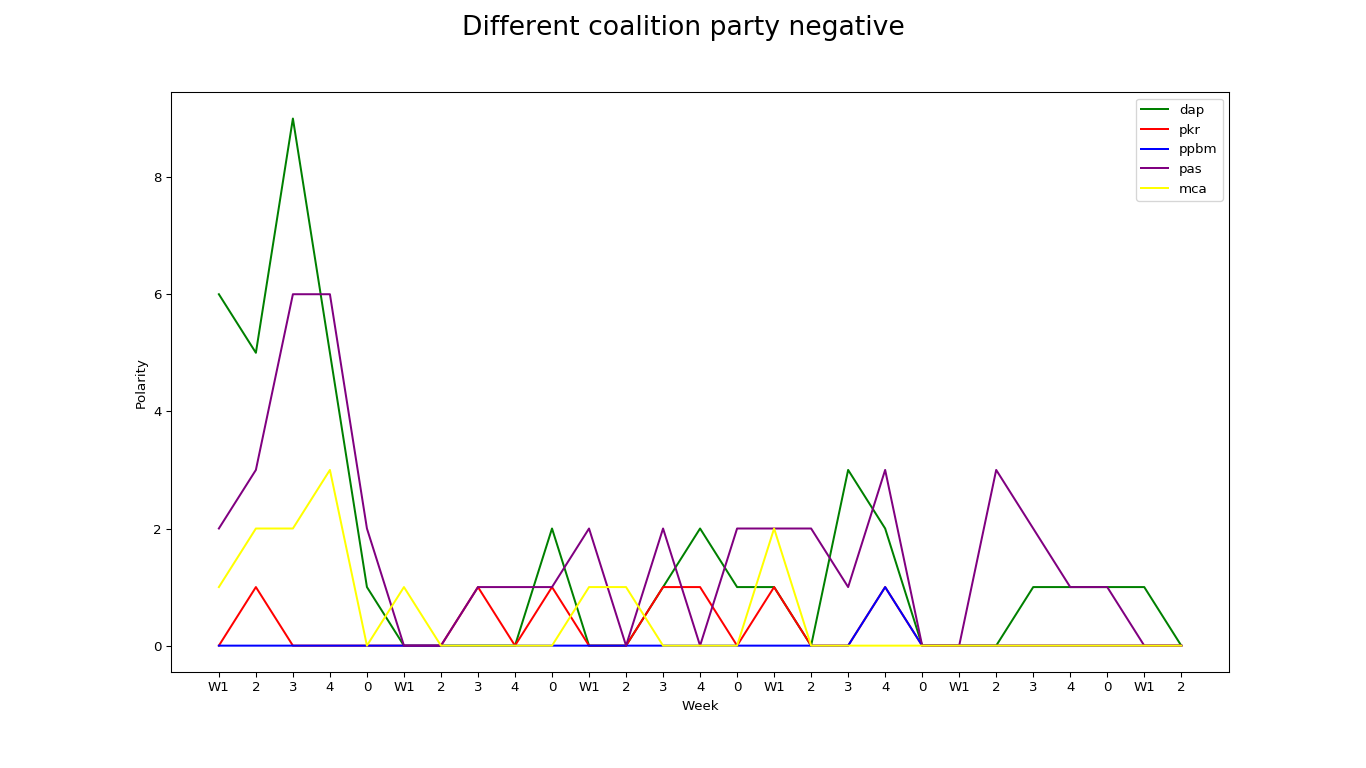 Different coalition party negative
dap
pkr
ppbm
pas
mca
8
6
4
2
0
Polarity
W1 2 3 4 0 W1 2 3 4 0 W1 2 3 4 0 W1 2 3 4 0 W1 2 3 4 0 W1 2
Week